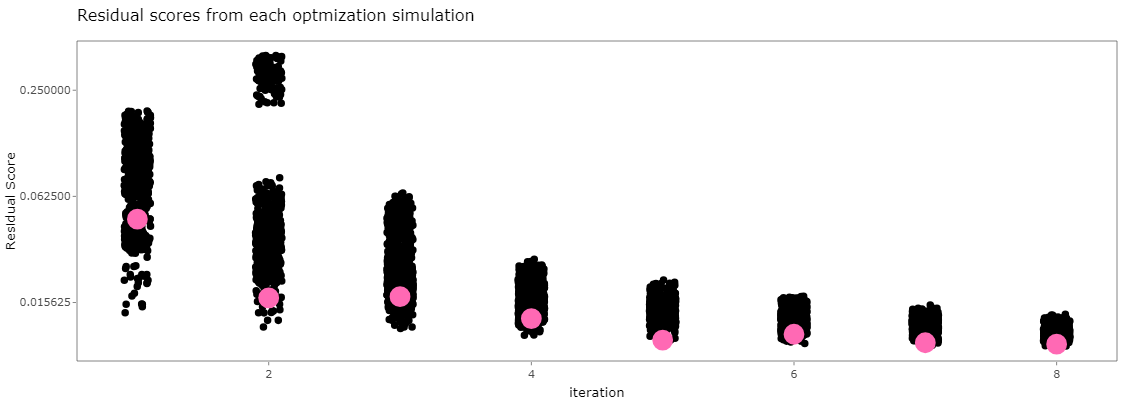 Residual scores from each optmization simulation
Residual Score
0.250000
0.062500
0.015625
2
4
6
8
iteration